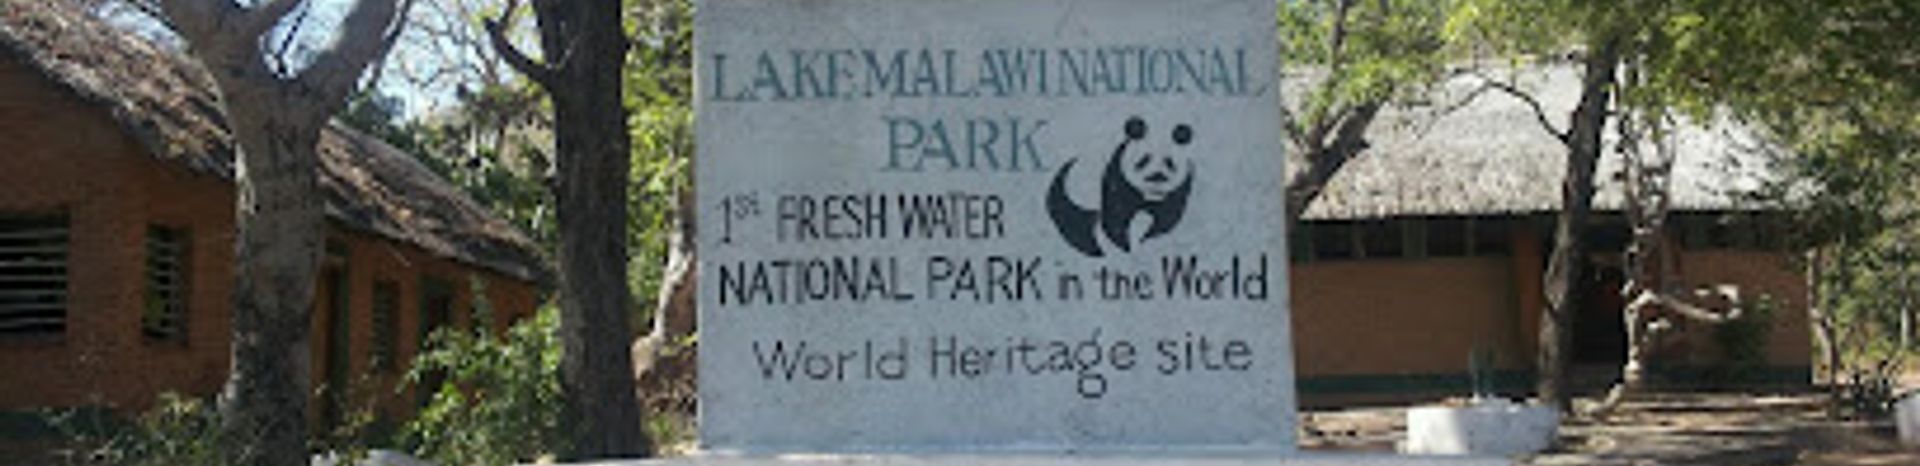 LAKE MALAWI NATIONAL
PARK
1st FRESH WATER
NATIONAL PARK in the World
World Heritage site